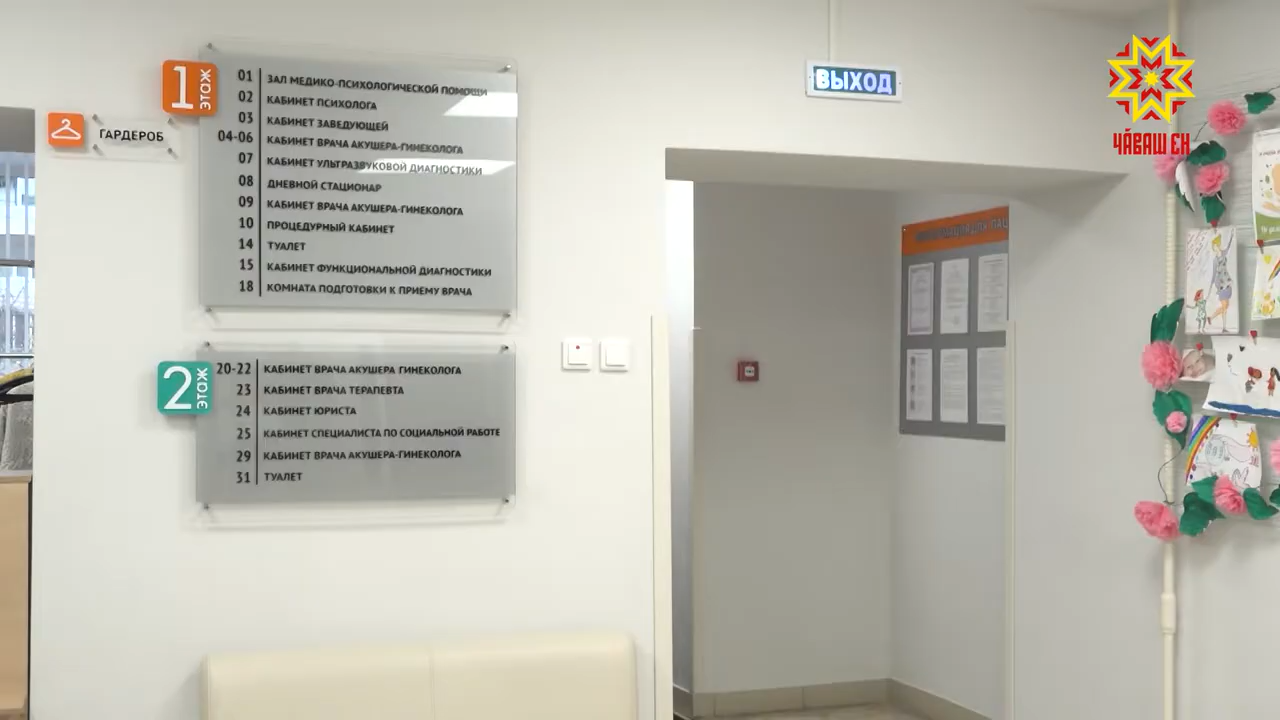 1 ЭТАЖ
01 ЗАЛ МЕДИКО-ПСИХОЛОГИЧЕСКОЙ ПОМОЩИ
02 КАБИНЕТ ПСИХОЛОГА
03 КАБИНЕТ ЗАВЕДУЮЩЕЙ
04-06 КАБИНЕТ ВРАЧА АКУШЕРА-ГИНЕКОЛОГА
07 КАБИНЕТ УЛЬТРАЗВУКОВОЙ ДИАГНОСТИКИ
08 ДНЕВНОЙ СТАЦИОНАР
09 КАБИНЕТ ВРАЧА АКУШЕРА-ГИНЕКОЛОГА
10 ПРОЦЕДУРНЫЙ КАБИНЕТ
14 ТУАЛЕТ
15 КАБИНЕТ ФУНКЦИОНАЛЬНОЙ ДИАГНОСТИКИ
18 КОМНАТА ПОДГОТОВКИ К ПРИЕМУ ВРАЧА
ГАРДЕРОБ
2 ЭТАЖ
20-22 КАБИНЕТ ВРАЧА АКУШЕРА ГИНЕКОЛОГА
23 КАБИНЕТ ВРАЧА ТЕРАПЕВТА
24 КАБИНЕТ ЮРИСТА
25 КАБИНЕТ СПЕЦИАЛИСТА ПО СОЦИАЛЬНОЙ РАБОТЕ
29 КАБИНЕТ ВРАЧА АКУШЕРА-ГИНЕКОЛОГА
31 ТУАЛЕТ
ВЫХОД
ЧӐВАШ ЕН